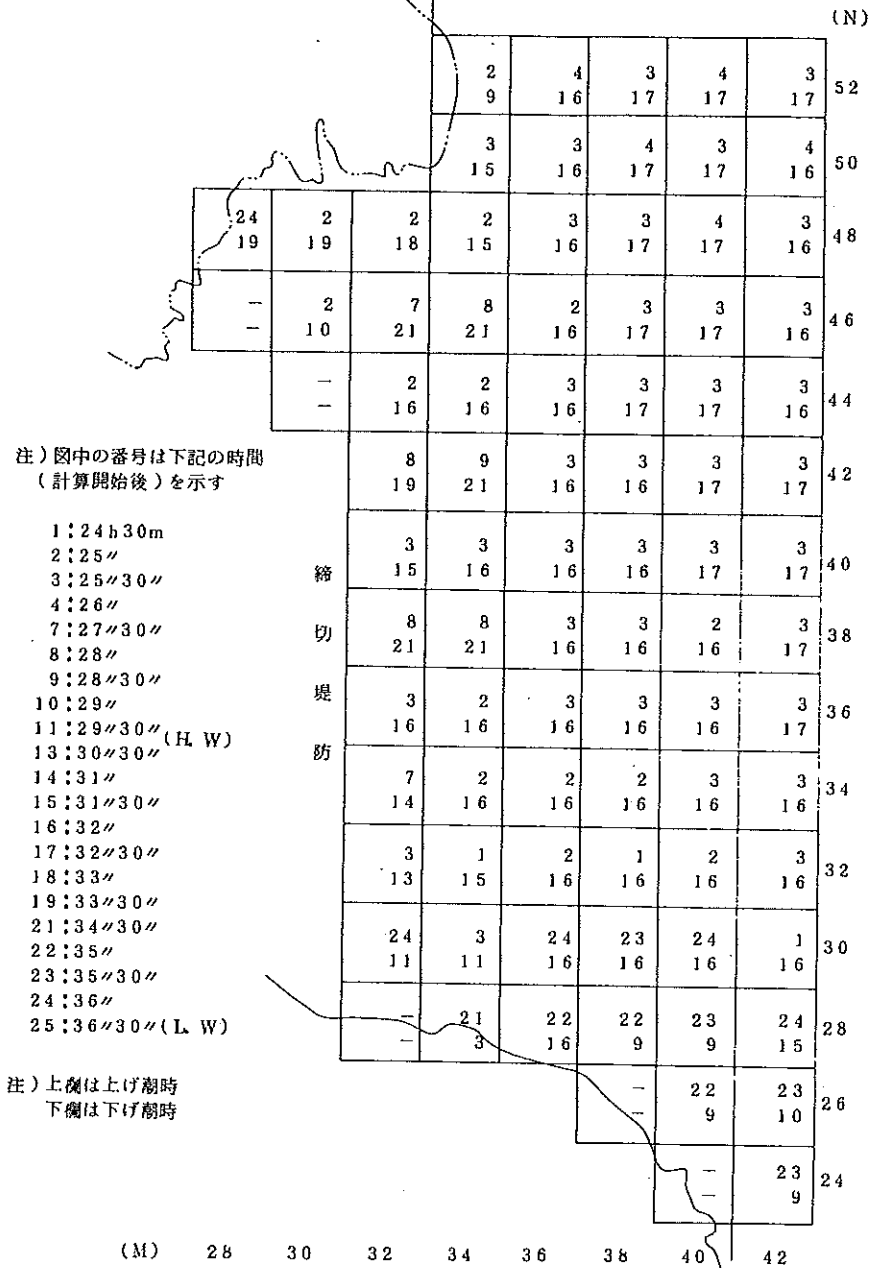 (N)
2 4 3 4 3
9 16 17 17 17 52
3 3 4 3 4
15 16 17 17 16 50
24 2 2 2 3 3 4 3
19 19 18 15 16 17 17 16 48
− 2 7 8 2 3 3 3
− 10 21 21 16 17 17 16 46
− 2 2 3 3 3 3
− 16 16 16 17 17 16 44
8 9 3 3 3 3
19 21 16 16 17 17 42
3 3 3 3 3 3
15 16 16 16 17 17 40
8 8 3 3 2 3
21 21 16 16 16 17 38
3 2 3 3 3 3
16 16 16 16 16 17 36
7 2 2 2 3 3
14 16 16 16 16 16 34
3 1 2 1 2 3
13 15 16 16 16 16 32
24 3 24 23 24 1
11 11 16 16 16 16 30
− 21 22 22 23 24
− 3 16 9 9 15 28
− 22 23
− 9 10 26
− 23
− 9 24
締切堤防
注)図中の番号は下記の時間
(計算開始後)を示す
1:24h30m
2:25〃
3:25〃30〃
4:26〃
7:27〃30〃
8:28〃
9:28〃30〃
10:29〃
11:29〃30〃(H.W)
13:30〃30〃
14:31〃
15:31〃30〃
16:32〃
17:32〃30〃
18:33〃
19:33〃30〃
21:34〃30〃
22:35〃
23:35〃30〃
24:36〃
25:36〃30〃(L.W)
注)上欄は上げ潮時
下欄は下げ潮時
(M) 28 30 32 34 36 38 40 42